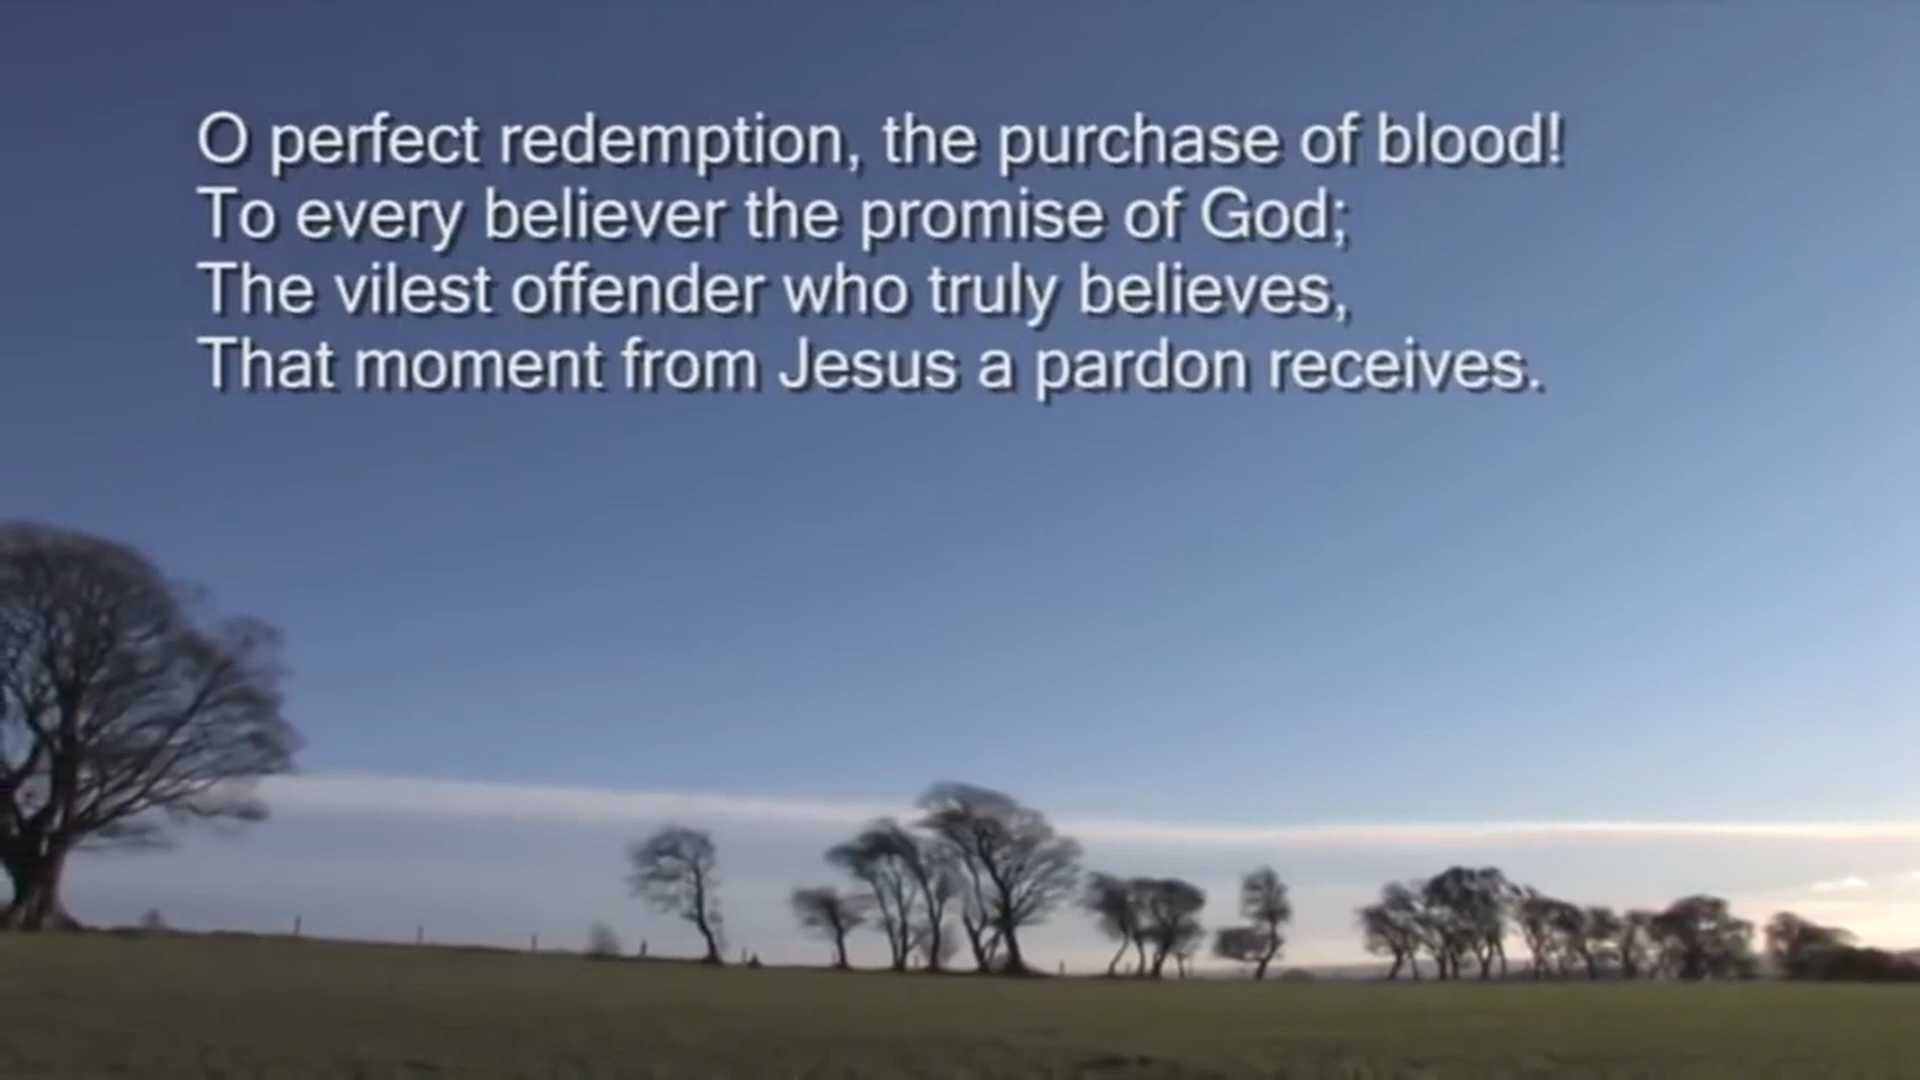 O perfect redemption, the purchase of blood!
To every believer the promise of God;
The vilest offender who truly believes,
That moment from Jesus a pardon receives.